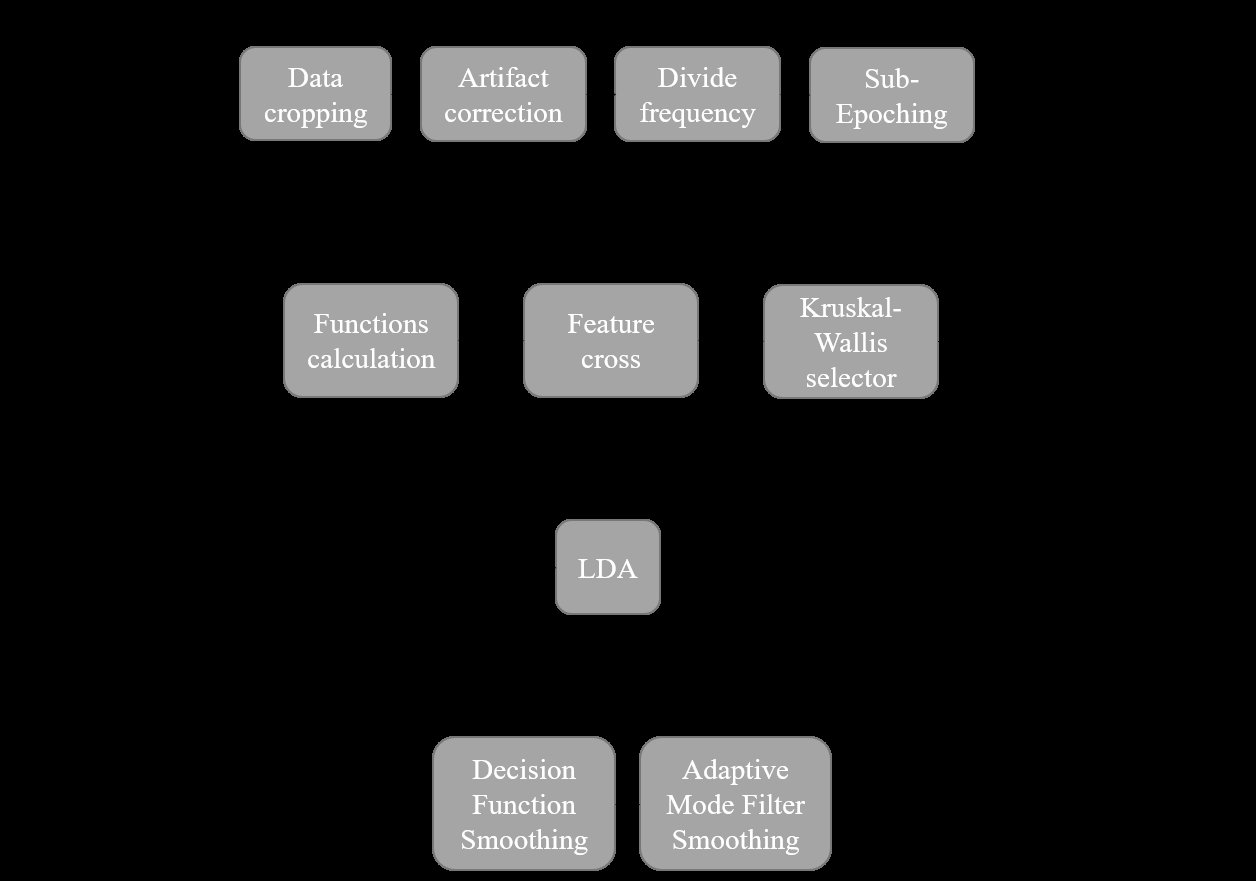 Data
cropping
Artifact
correction
Divide
frequency
Sub-
Epoching
Functions
calculation
Feature
cross
Kruskal-
Wallis
selector
LDA
Decision
Function
Smoothing
Adaptive
Mode Filter
Smoothing